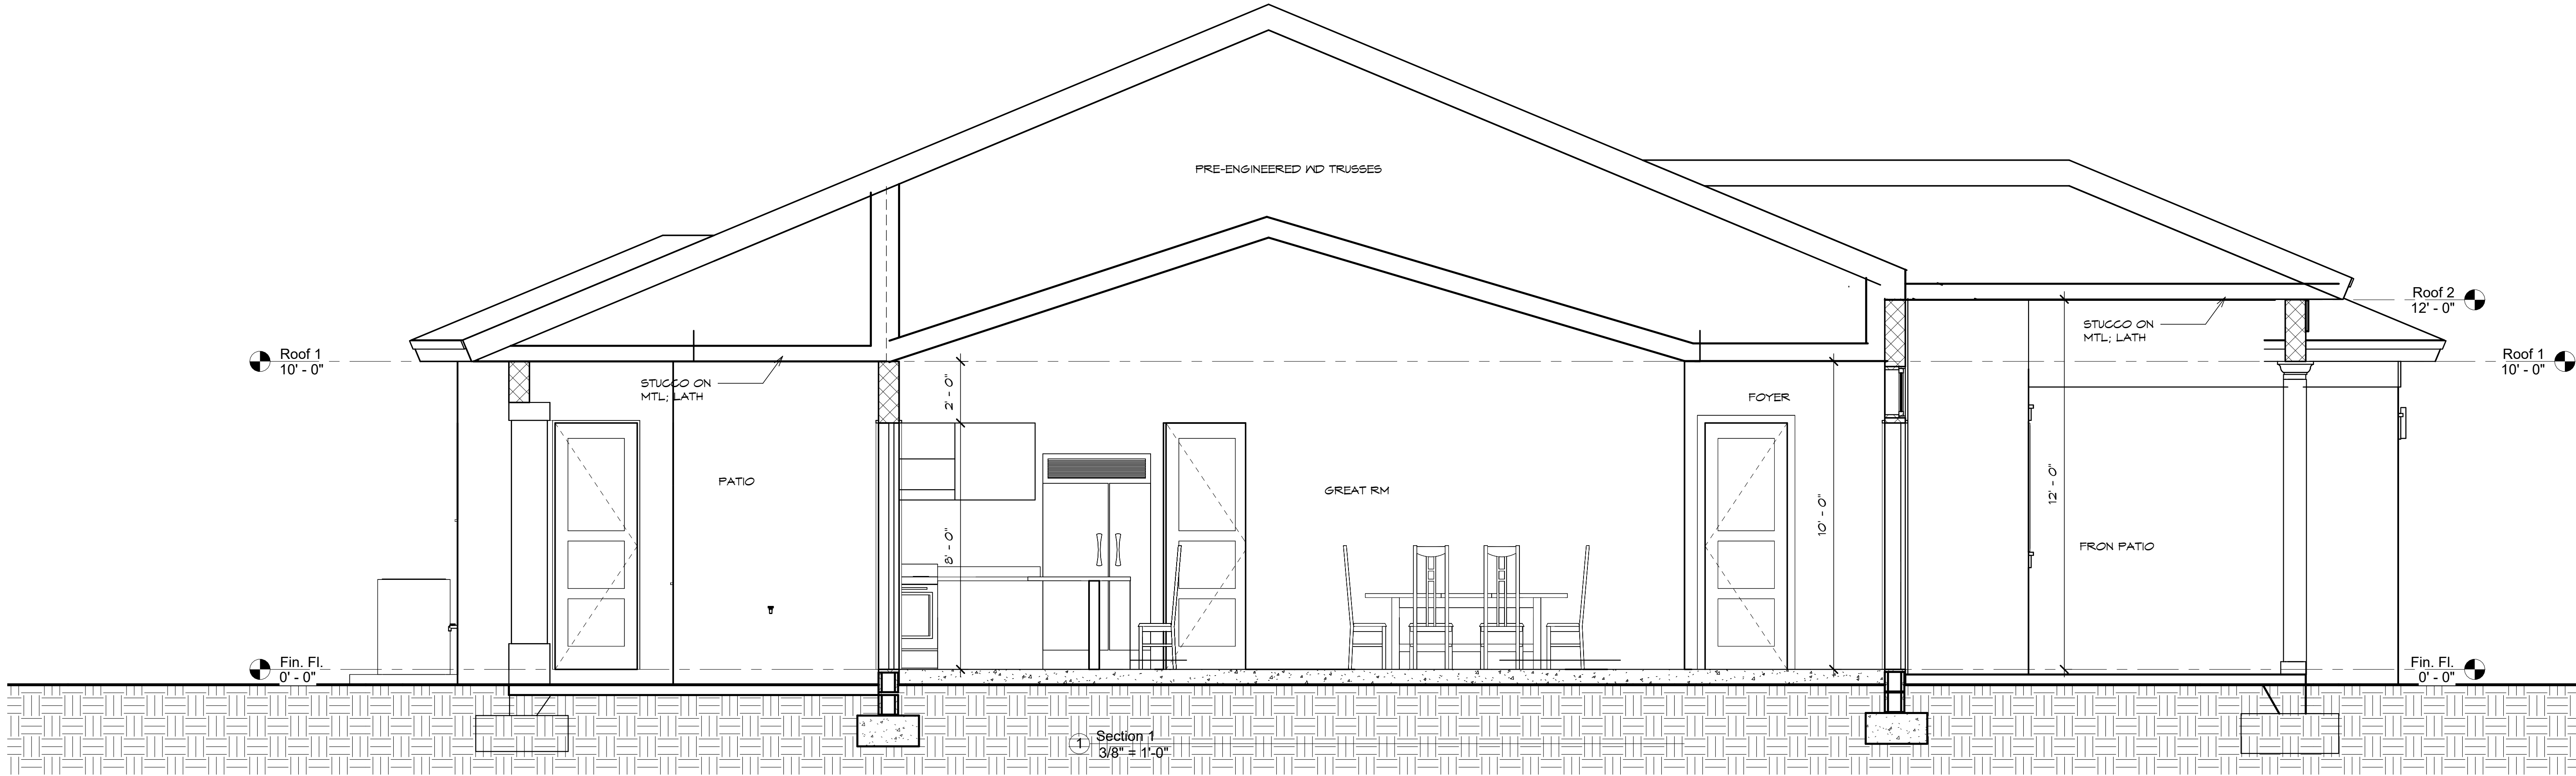 PRE-ENGINEERED WD TRUSSES
Roof 2
12' - 0"
STUCCO ON
MTL; LATH
Roof 1
10' - 0"
Roof 1
10' - 0"
STUCCO ON
MTL; LATH
2' - 0"
FOYER
PATIO
GREAT RM
12' - 0"
10' - 0"
8' - 0"
FRON PATIO
Fin. Fl.
0' - 0"
Fin. Fl.
0' - 0"
1
Section 1
3/8" = 1'-0"